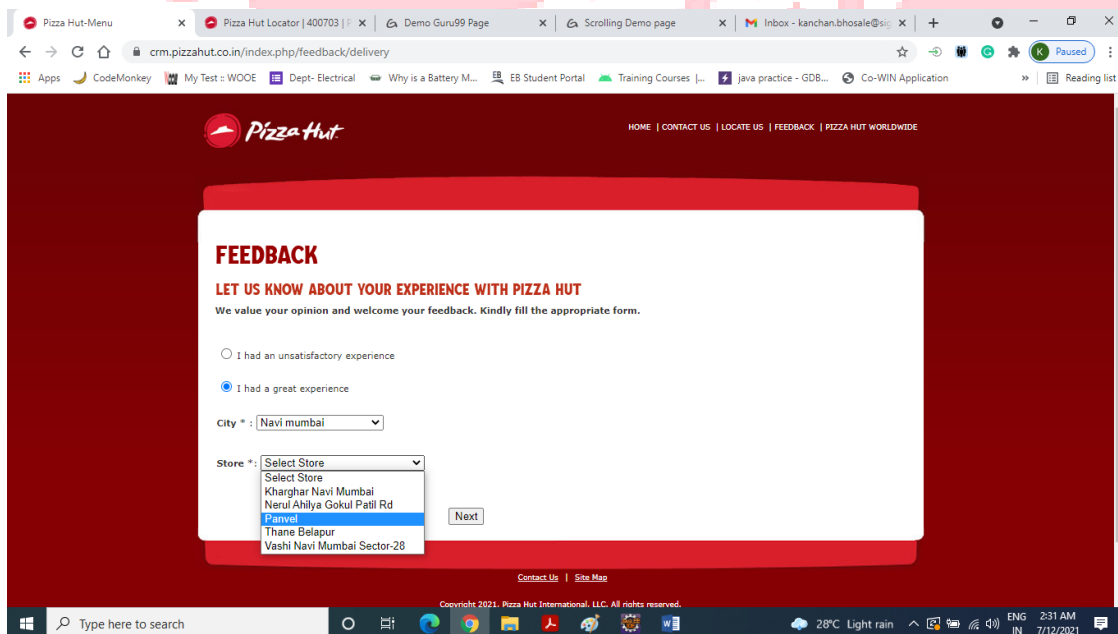 Pizza Hut-Menu
Pizza Hut Locator | 400703 | P
Demo Guru99 Page
Scrolling Demo page
Inbox - kanchan.bhosale@sig
crm.pizzahut.co.in/index.php/feedback/delivery
K Paused
Apps CodeMonkey My Test :: WOOE Dept- Electrical Why is a Battery M... EB Student Portal Training Courses |... java practice - GDB... Co-WIN Application » Reading list
Pizza Hut
HOME | CONTACT US | LOCATE US | FEEDBACK | PIZZA HUT WORLDWIDE
FEEDBACK
LET US KNOW ABOUT YOUR EXPERIENCE WITH PIZZA HUT
We value your opinion and welcome your feedback. Kindly fill the appropriate form.
I had an unsatisfactory experience
I had a great experience
City * : Navi mumbai
Store *: Select Store
Select Store
Kharghar Navi Mumbai
Nerul Ahilya Gokul Patil Rd
Panvel
Thane Belapur
Vashi Navi Mumbai Sector-28
Next
Contact Us | Site Map
Copyright 2021. Pizza Hut International, LLC. All rights reserved.
Type here to search
28°C Light rain
ENG
IN
2:31 AM
7/12/2021